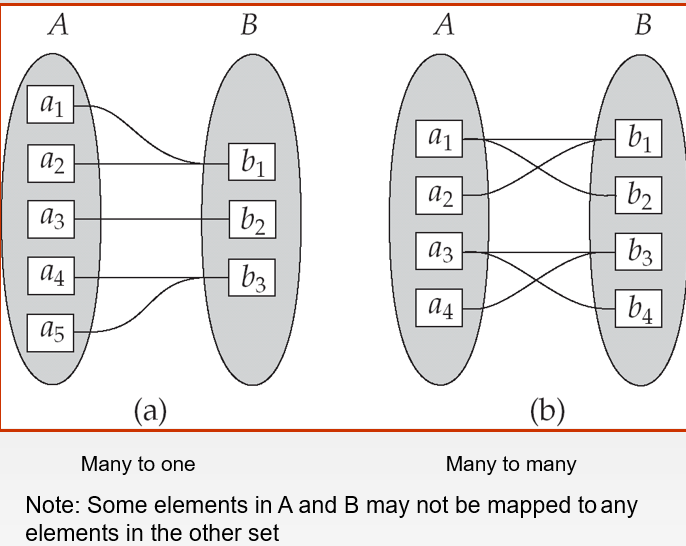 A B A B
a1
a2 b1
a3 b2
a4 b3
a5
a1 b1
a2 b2
a3 b3
a4 b4
(a) (b)
Many to one Many to many
Note: Some elements in A and B may not be mapped to any
elements in the other set